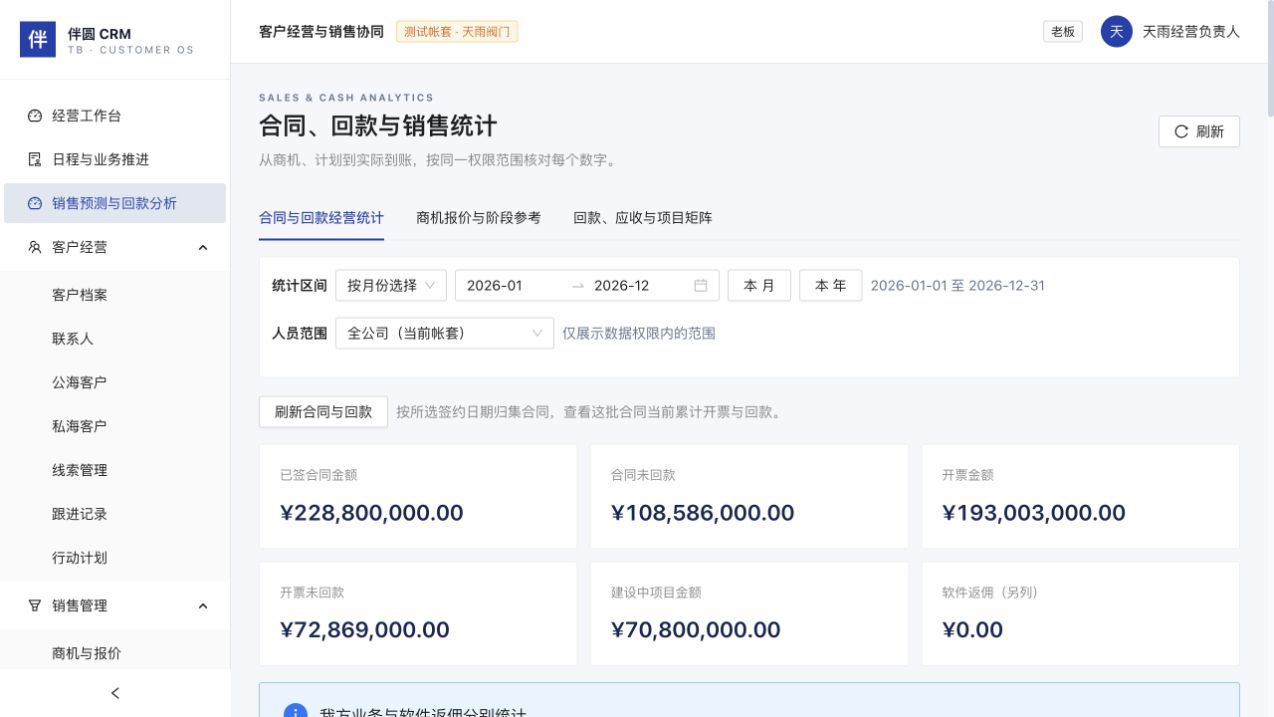 伴
伴圆 CRM
TB · CUSTOMER OS
客户经营与销售协同
测试帐套 · 天雨阀门
老板
天
天雨经营负责人
经营工作台
日程与业务推进
销售预测与回款分析
客户经营
客户档案
联系人
公海客户
私海客户
线索管理
跟进记录
行动计划
销售管理
商机与报价
SALES & CASH ANALYTICS
合同、回款与销售统计
从商机、计划到实际到账，按同一权限范围核对每个数字。
刷新
合同与回款经营统计
商机报价与阶段参考
回款、应收与项目矩阵
统计区间
按月份选择
2026-01
2026-12
本 月
本 年
2026-01-01 至 2026-12-31
人员范围
全公司（当前帐套）
仅展示数据权限内的范围
刷新合同与回款
按所选签约日期归集合同，查看这批合同当前累计开票与回款。
已签合同金额
¥228,800,000.00
合同未回款
¥108,586,000.00
开票金额
¥193,003,000.00
开票未回款
¥72,869,000.00
建设中项目金额
¥70,800,000.00
软件返佣（另列）
¥0.00
我方业务与软件返佣分别统计